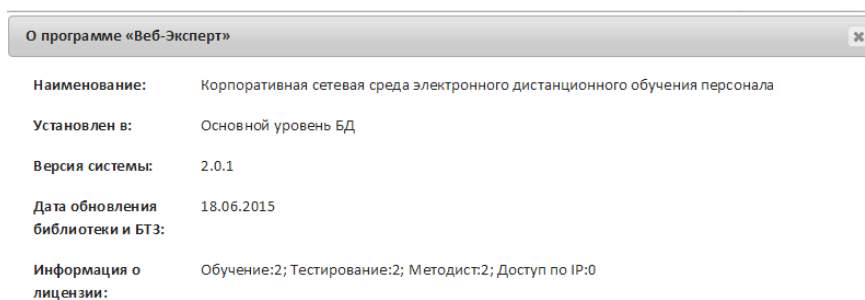 О программе «Веб-Эксперт»
Наименование: Корпоративная сетевая среда электронного дистанционного обучения персонала
Установлен в: Основной уровень БД
Версия системы: 2.0.1
Дата обновления 18.06.2015
библиотеки и БТЗ:
Информация о Обучение:2; Тестирование:2; Методист:2; Доступ по IP:0
лицензии: